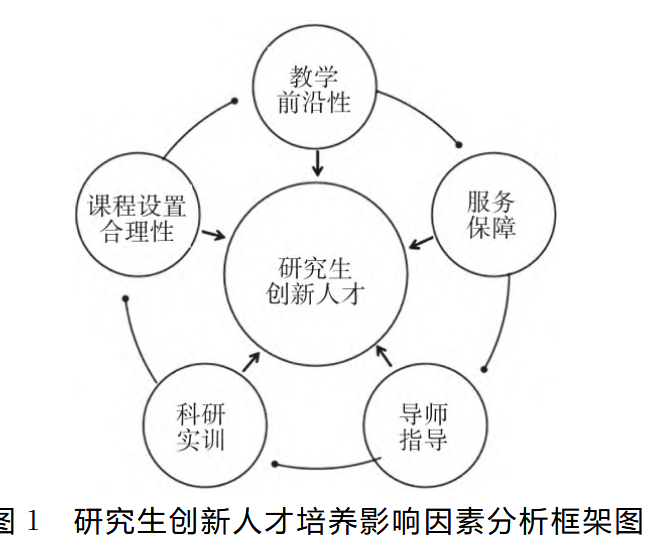 教学
前沿性
课程设置
合理性
服务
保障
研究生
创新人才
科研
实训
导师
指导
图 1 研究生创新人才培养影响因素分析框架图